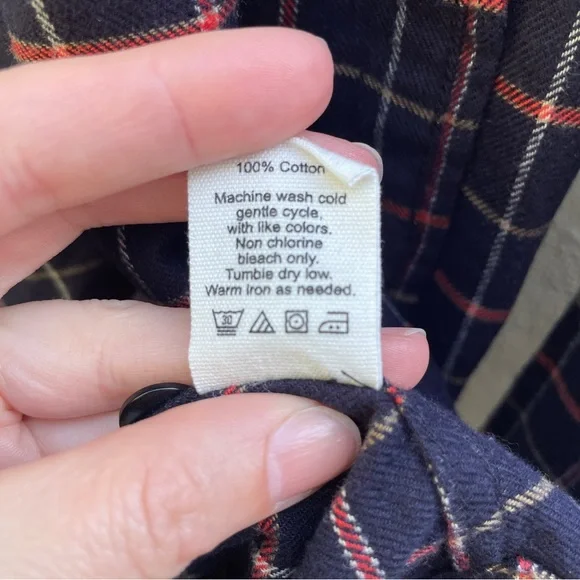 100% Cotton
Machine wash cold
gentle cycle,
with like colors.
Non chlorine
bleach only.
Tumble dry low.
Warm Iron as needed.
30